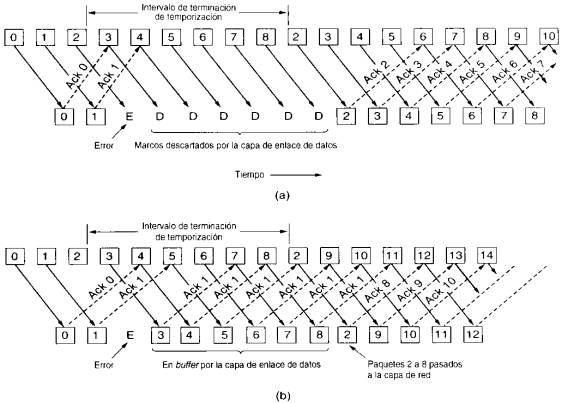 Intervalo de terminación
de temporización
0 1 2 3 4 5 6 7 8 2 3 4 5 6 7 8 9 10
Ack 0 Ack 1 Ack 2 Ack 3 Ack 4 Ack 5 Ack 6 Ack 7
0 1 E D D D D D D 2 3 4 5 6 7 8
Error
Marcos descartados por la capa de enlace de datos
Tiempo
(a)
Intervalo de terminación
de temporización
0 1 2 3 4 5 6 7 8 2 9 10 11 12 13 14
Ack 0 Ack 1 Ack 1 Ack 1 Ack 1 Ack 1 Ack 1 Ack 1 Ack 8 Ack 9 Ack 10
0 1 E 3 4 5 6 7 8 2 9 10 11 12
Error
En buffer por la capa de enlace de datos
Paquetes 2 a 8 pasados
a la capa de red
(b)